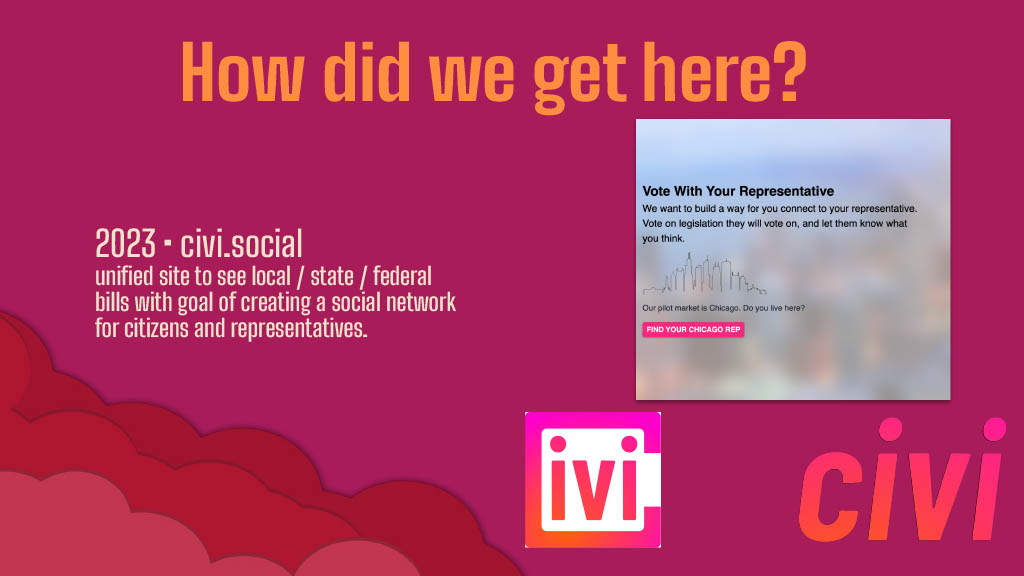 How did we get here?
2023 • civi.social
unified site to see local / state / federal
bills with goal of creating a social network
for citizens and representatives.
Vote With Your Representative
We want to build a way for you connect to your representative.
Vote on legislation they will vote on, and let them know what
you think.
Our pilot market is Chicago. Do you live here?
FIND YOUR CHICAGO REP
ivi
civi